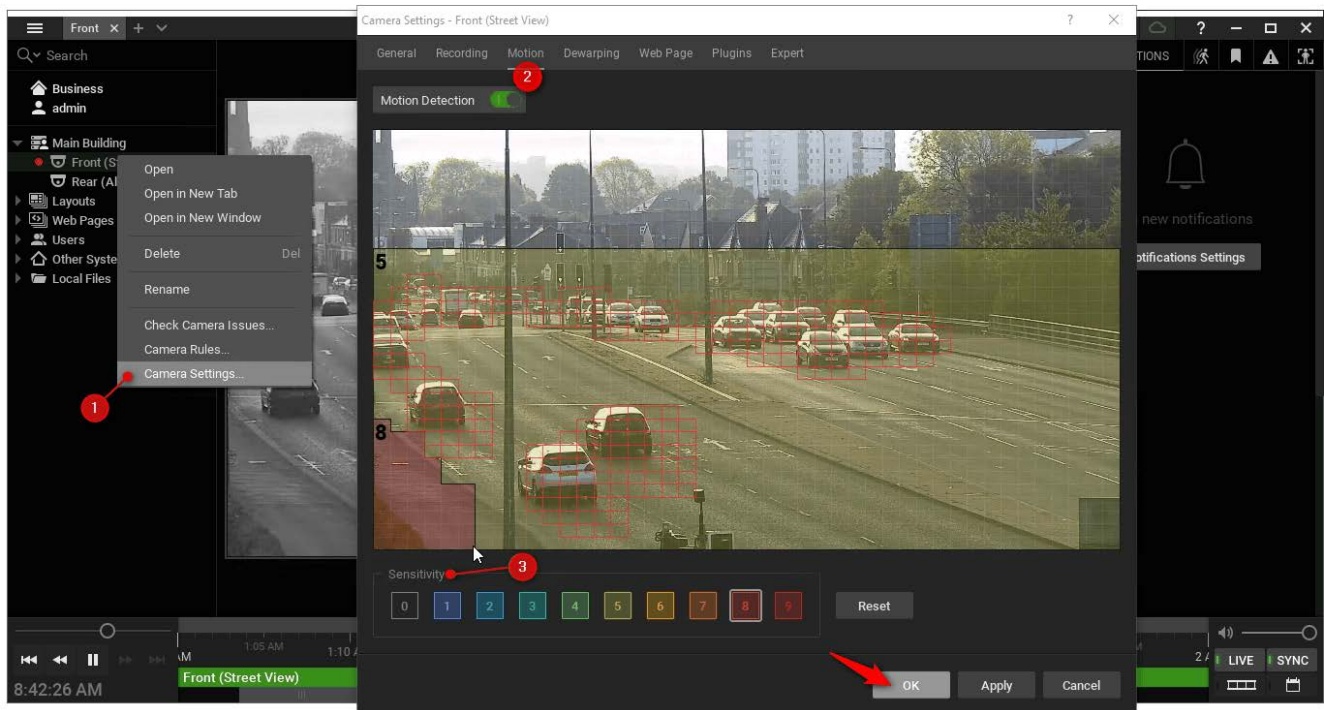 Front
Search
Business
admin
Main Building
Front (S
Rear (Al
Layouts
Web Pages
Users
Other Syste
Local Files
Open
Open in New Tab
Open in New Window
Delete Del
Rename
Check Camera Issues...
Camera Rules...
Camera Settings...
1
Camera Settings - Front (Street View)
?
General Recording Motion Dewarping Web Page Plugins Expert
2
Motion Detection
5
8
3
Sensitivity
0 1 2 3 4 5 6 7 8 9
Reset
OK Apply Cancel
?
TIONS
new notifications
otifications Settings
1:05 AM
1:10 A
AM
Front (Street View)
8:42:26 AM
M
2 A
LIVE SYNC